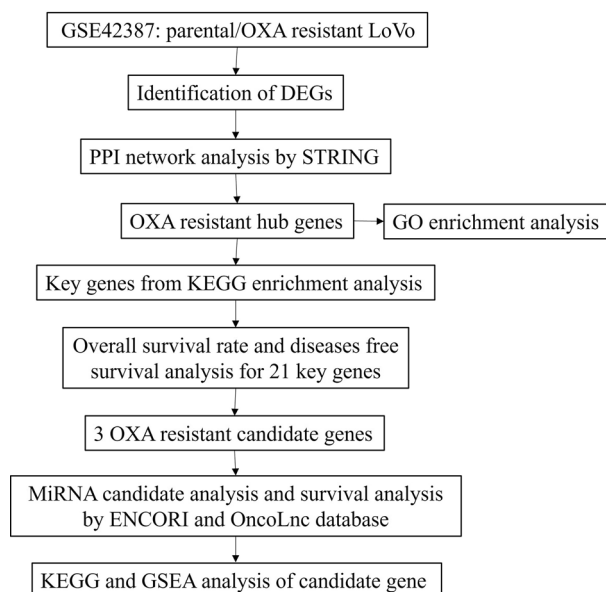 GSE42387: parental/OXA resistant LoVo
Identification of DEGs
PPI network analysis by STRING
OXA resistant hub genes
GO enrichment analysis
Key genes from KEGG enrichment analysis
Overall survival rate and diseases free
survival analysis for 21 key genes
3 OXA resistant candidate genes
MiRNA candidate analysis and survival analysis
by ENCORI and OncoLnc database
KEGG and GSEA analysis of candidate gene